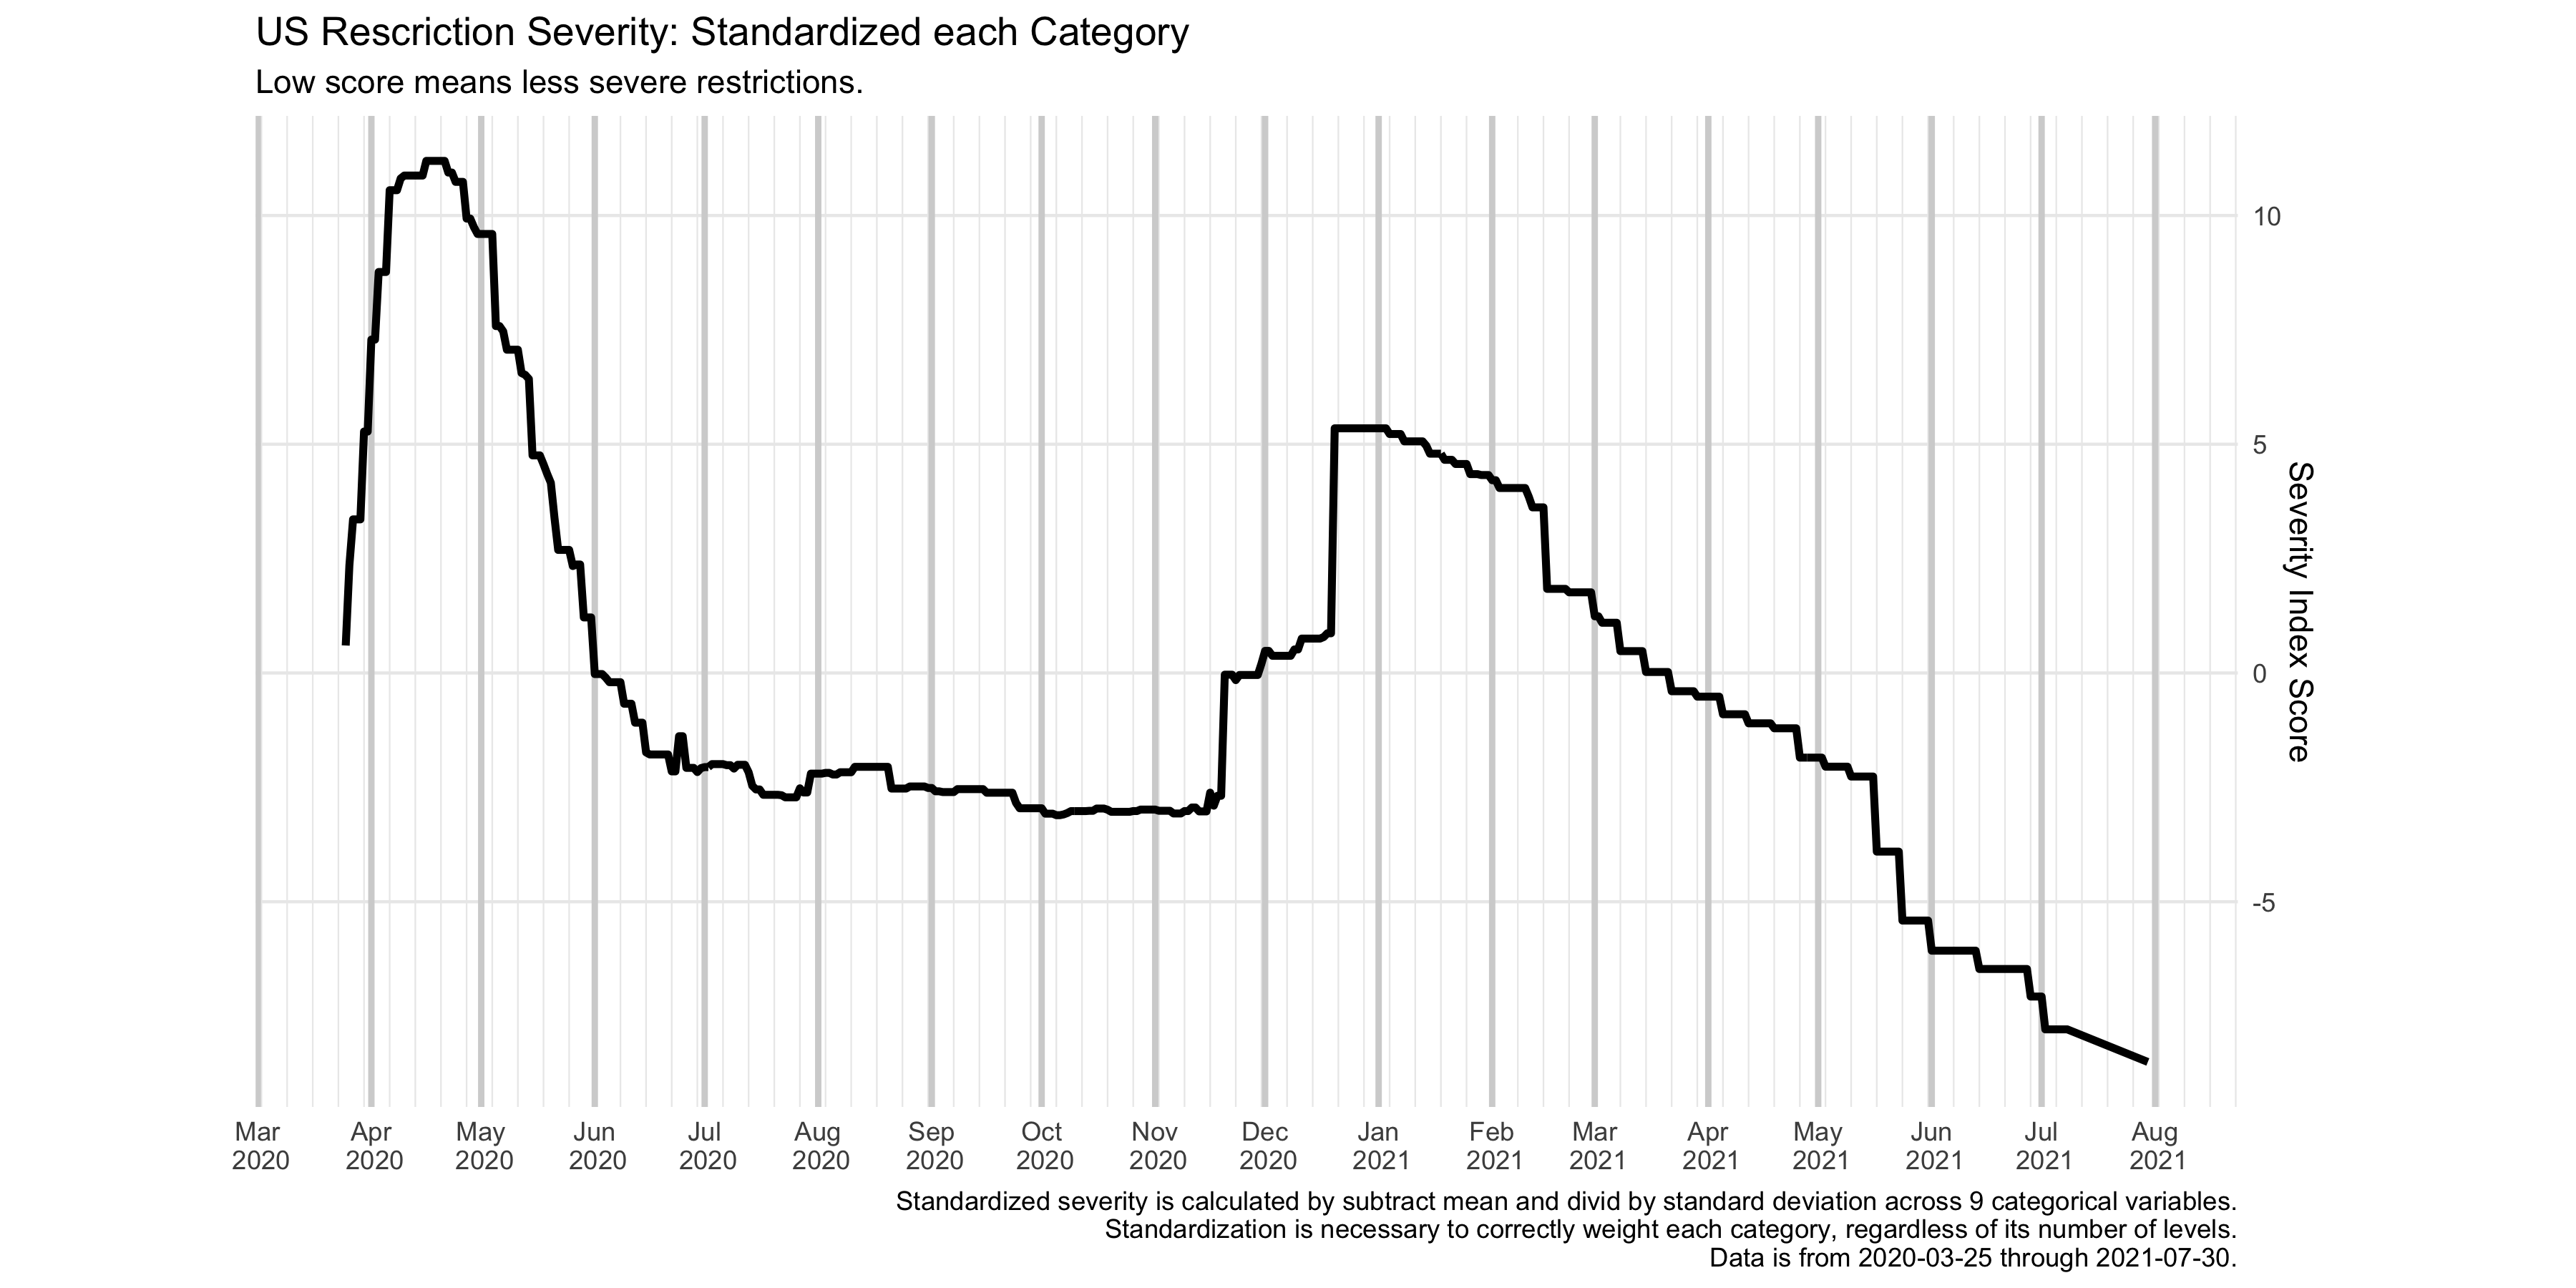 US Rescriction Severity: Standardized each Category
Low score means less severe restrictions.
10
5
0
-5
Severity Index Score
Mar Apr May Jun Jul Aug Sep Oct Nov Dec Jan Feb Mar Apr May Jun Jul Aug
2020 2020 2020 2020 2020 2020 2020 2020 2020 2020 2021 2021 2021 2021 2021 2021 2021 2021
Standardized severity is calculated by subtract mean and divid by standard deviation across 9 categorical variables.
Standardization is necessary to correctly weight each category, regardless of its number of levels.
Data is from 2020-03-25 through 2021-07-30.